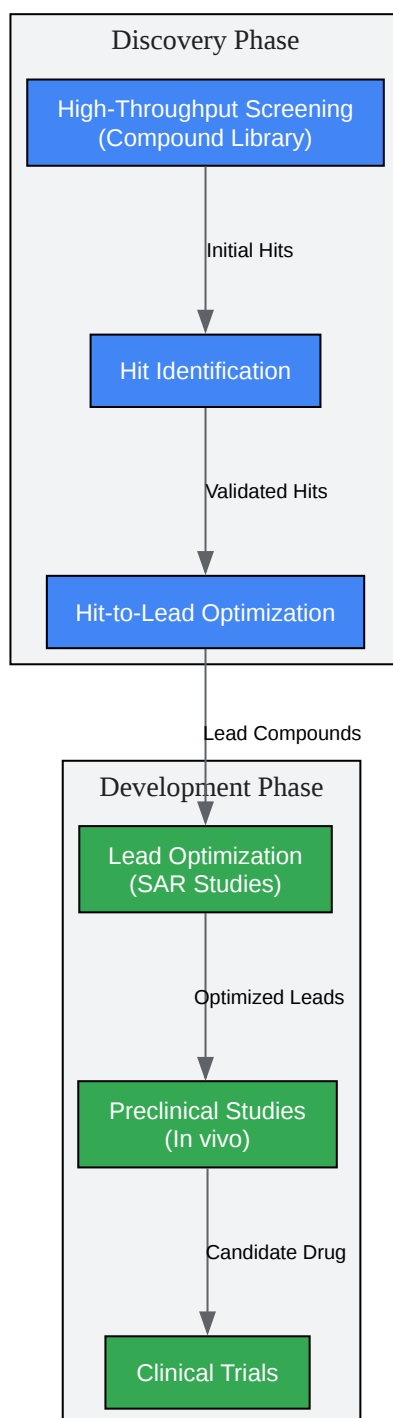 Discovery Phase
High-Throughput Screening
(Compound Library)
Initial Hits
Hit Identification
Validated Hits
Hit-to-Lead Optimization
Lead Compounds
Development Phase
Lead Optimization
(SAR Studies)
Optimized Leads
Preclinical Studies
(In vivo)
Candidate Drug
Clinical Trials